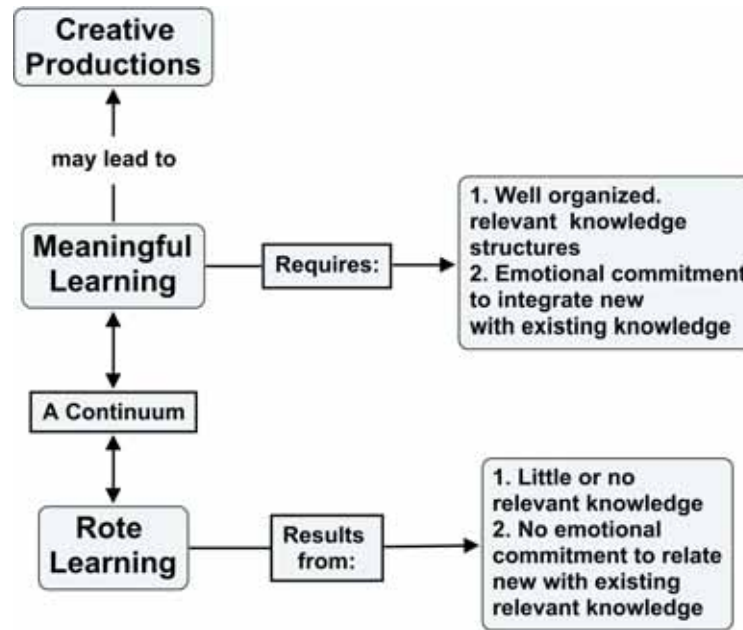 Creative
Productions
may lead to
Meaningful
Learning
Requires:
1. Well organized.
relevant knowledge
structures
2. Emotional commitment
to integrate new
with existing knowledge
A Continuum
Rote
Learning
Results
from:
1. Little or no
relevant knowledge
2. No emotional
commitment to relate
new with existing
relevant knowledge